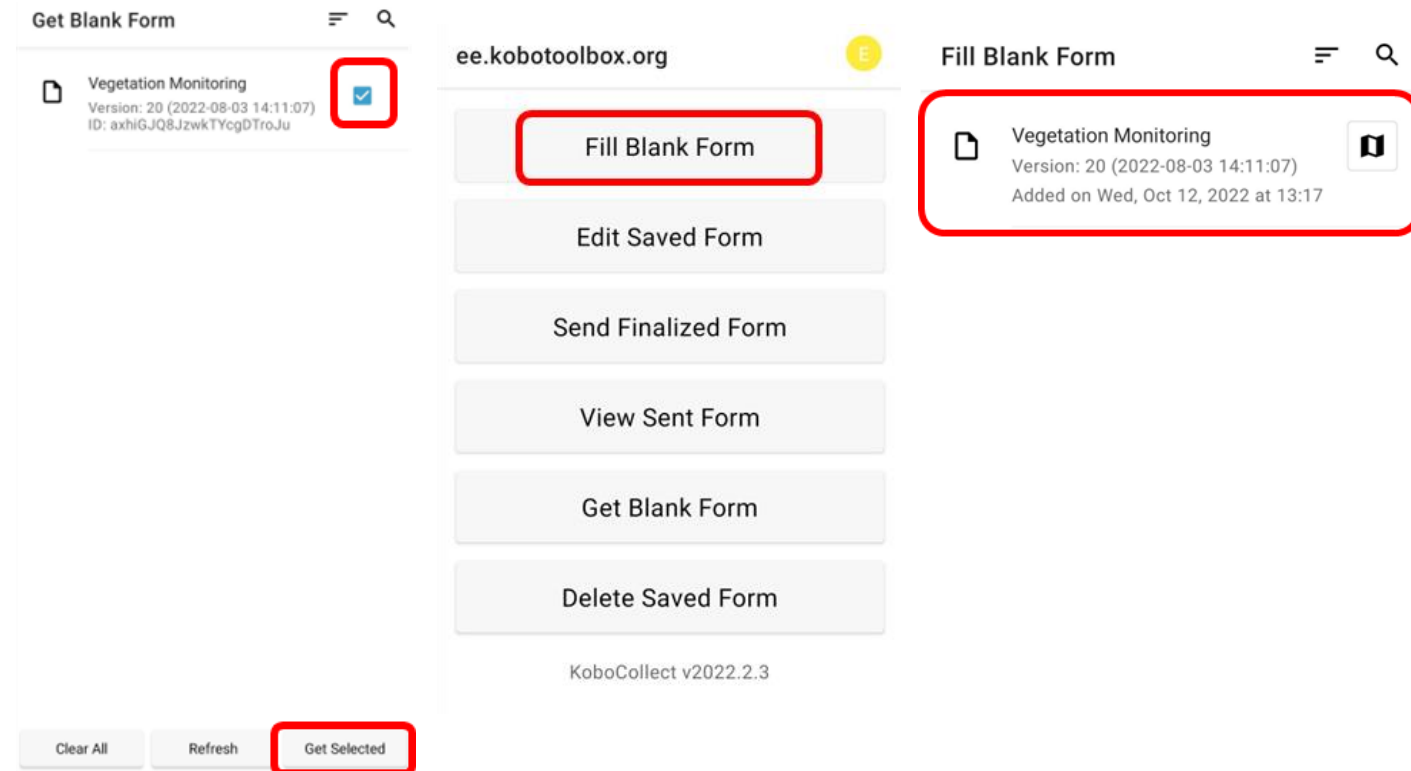 Get Blank Form
Vegetation Monitoring
Version: 20 (2022-08-03 14:11:07)
ID: axhiGJQ8JzwkTYcgDTroJu
Clear All
Refresh
Get Selected
ee.kobotoolbox.org
E
Fill Blank Form
Edit Saved Form
Send Finalized Form
View Sent Form
Get Blank Form
Delete Saved Form
KoboCollect v2022.2.3
Fill Blank Form
Vegetation Monitoring
Version: 20 (2022-08-03 14:11:07)
Added on Wed, Oct 12, 2022 at 13:17